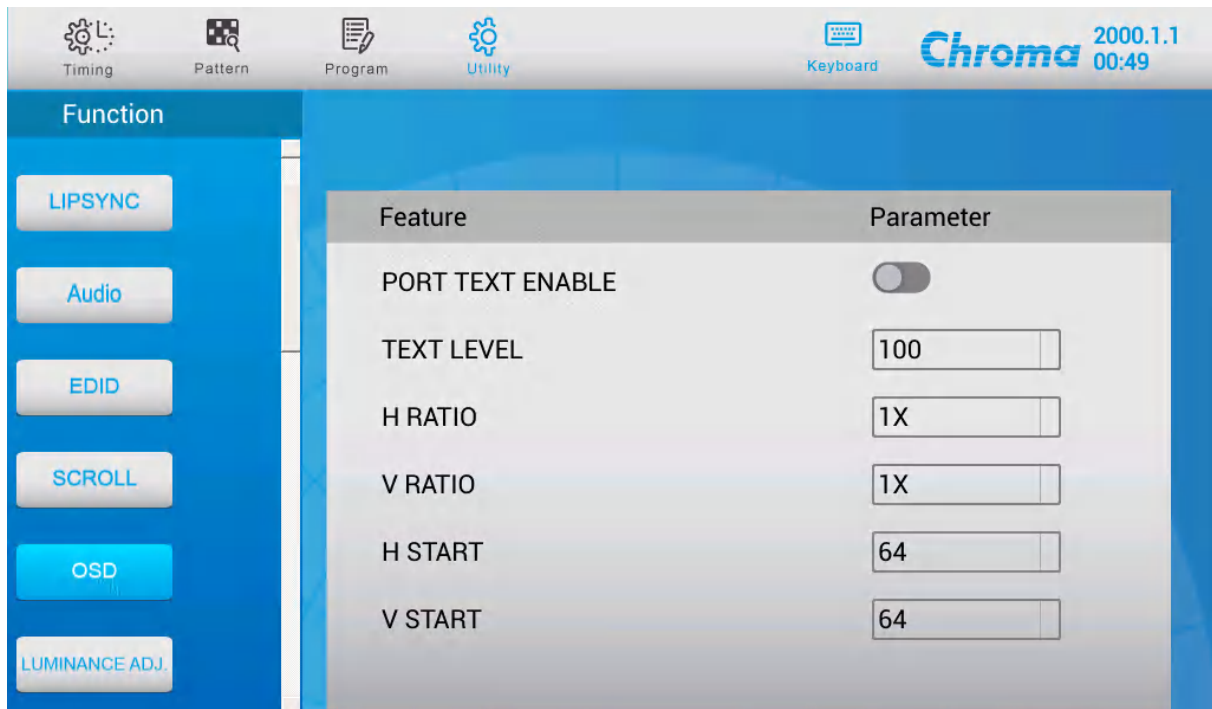 Timing Pattern Program Utility Keyboard Chroma 2000.1.1
00:49
Function
LIPSYNC
Audio
EDID
SCROLL
OSD
LUMINANCE ADJ.
Feature Parameter
PORT TEXT ENABLE
TEXT LEVEL 100
H RATIO 1X
V RATIO 1X
H START 64
V START 64